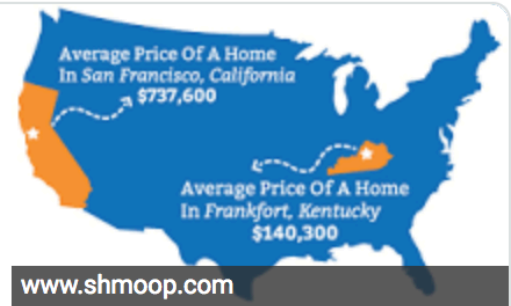 Average Price Of A Home
In San Francisco, California
$737,600
Average Price Of A Home
In Frankfort, Kentucky
$140,300
www.shmoop.com